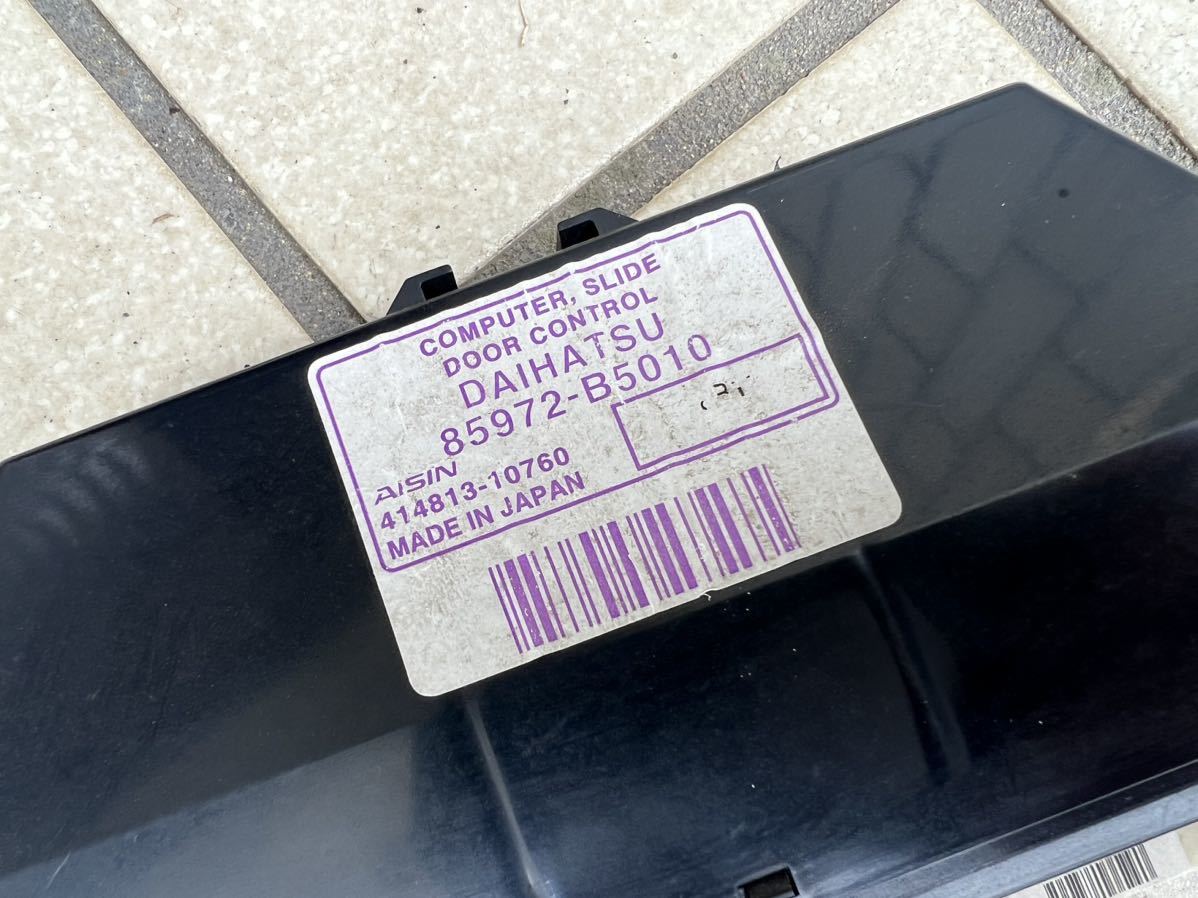 COMPUTER, SLIDE
DOOR CONTROL
DAIHATSU
85972-B5010
AISIN
414813-10760
MADE IN JAPAN